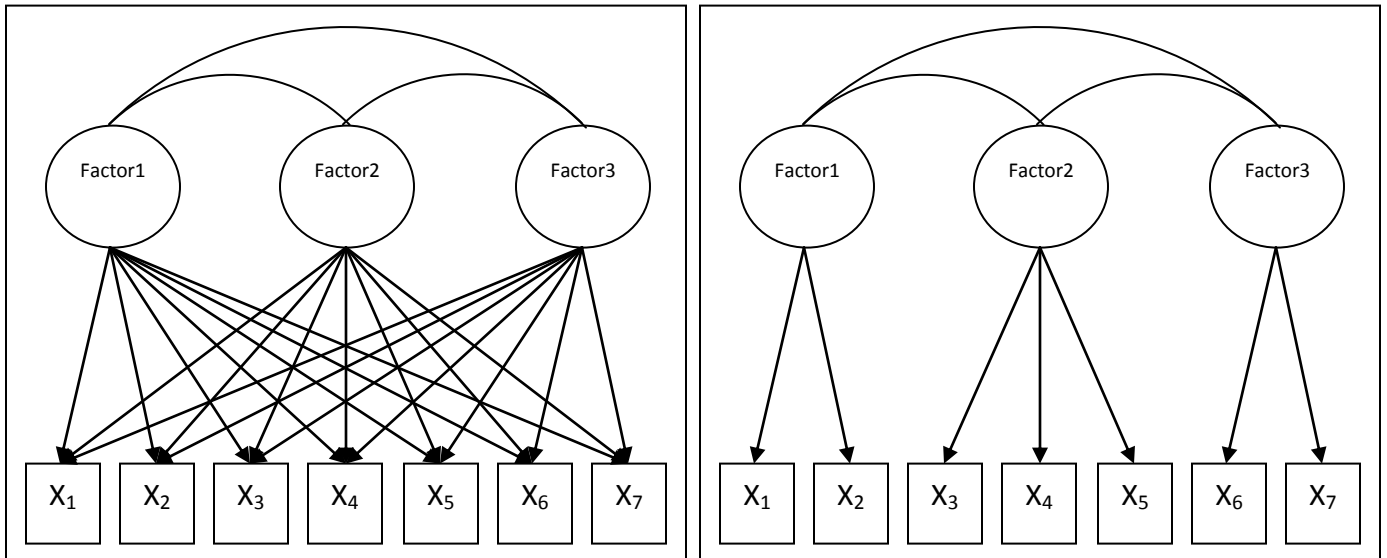 Factor1 Factor2 Factor3
X₁ X₂ X₃ X₄ X₅ X₆ X₇
Factor1 Factor2 Factor3
X₁ X₂ X₃ X₄ X₅ X₆ X₇